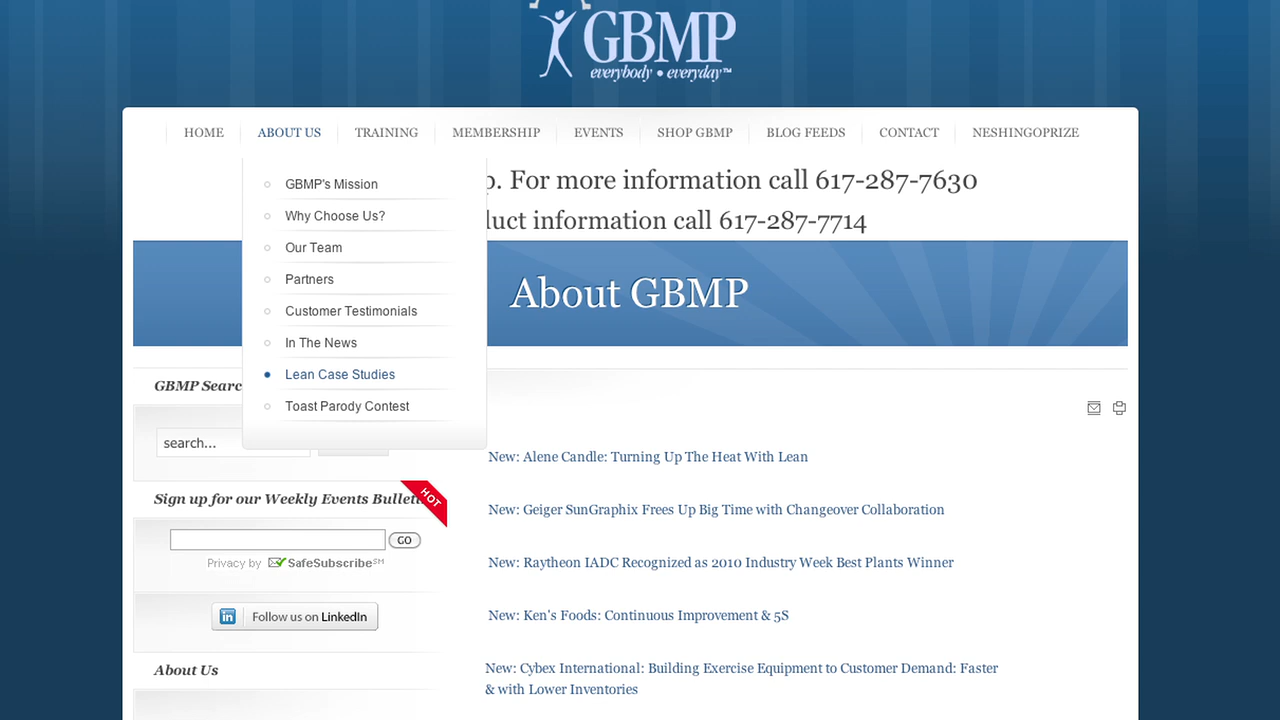 GBMP
everybody • everyday™
HOME ABOUT US TRAINING MEMBERSHIP EVENTS SHOP GBMP BLOG FEEDS CONTACT NESHINGOPRIZE
GBMP's Mission
Why Choose Us?
Our Team
Partners
Customer Testimonials
In The News
Lean Case Studies
Toast Parody Contest
p. For more information call 617-287-7630
duct information call 617-287-7714
About GBMP
GBMP Searc
search...
Sign up for our Weekly Events Bullet
HOT
GO
Privacy by SafeSubscribe℠
in Follow us on LinkedIn
About Us
New: Alene Candle: Turning Up The Heat With Lean
New: Geiger SunGraphix Frees Up Big Time with Changeover Collaboration
New: Raytheon IADC Recognized as 2010 Industry Week Best Plants Winner
New: Ken's Foods: Continuous Improvement & 5S
New: Cybex International: Building Exercise Equipment to Customer Demand: Faster
& with Lower Inventories